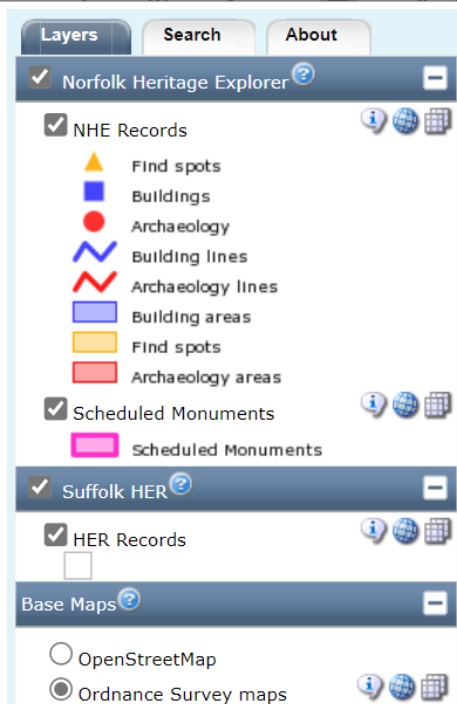 Layers Search About
Norfolk Heritage Explorer
NHE Records
Find spots
Buildings
Archaeology
Building lines
Archaeology lines
Building areas
Find spots
Archaeology areas
Scheduled Monuments
Scheduled Monuments
Suffolk HER
HER Records
Base Maps
OpenStreetMap
Ordnance Survey maps